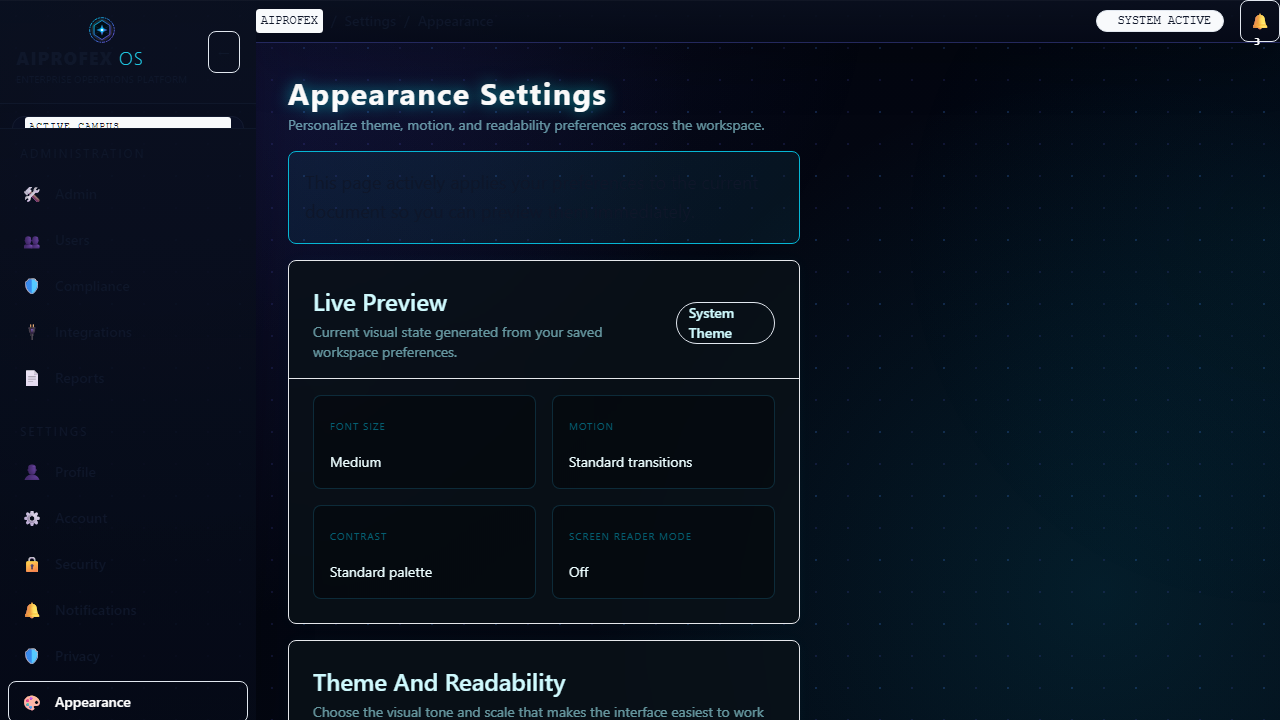 AIPROFEX / Settings / Appearance
SYSTEM ACTIVE
3
AIPROFEX OS
ACTIVE CAMPUS
ADMINISTRATION
Admin
Users
Compliance
Integrations
Reports
SETTINGS
Profile
Account
Security
Notifications
Privacy
Appearance
Appearance Settings
Personalize theme, motion, and readability preferences across the workspace.
Live Preview
Current visual state generated from your saved
workspace preferences.
System
Theme
FONT SIZE
Medium
MOTION
Standard transitions
CONTRAST
Standard palette
SCREEN READER MODE
Off
Theme And Readability
Choose the visual tone and scale that makes the interface easiest to work